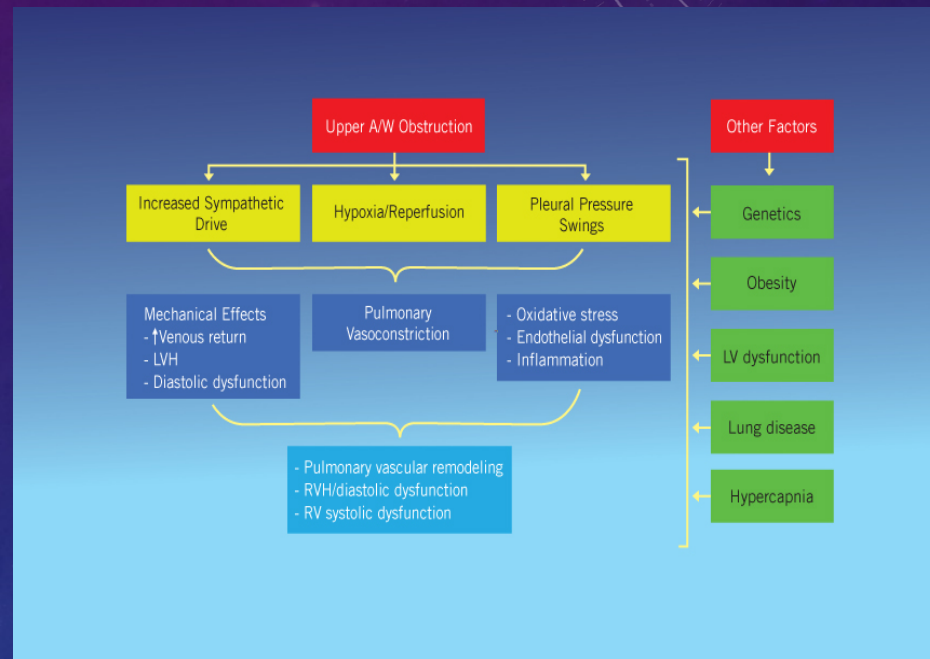 Upper A/W Obstruction
Other Factors
Increased Sympathetic
Drive
Hypoxia/Reperfusion
Pleural Pressure
Swings
Genetics
Obesity
Mechanical Effects
- ↑Venous return
- LVH
- Diastolic dysfunction
Pulmonary
Vasoconstriction
- Oxidative stress
- Endothelial dysfunction
- Inflammation
LV dysfunction
Lung disease
- Pulmonary vascular remodeling
- RVH/diastolic dysfunction
- RV systolic dysfunction
Hypercapnia